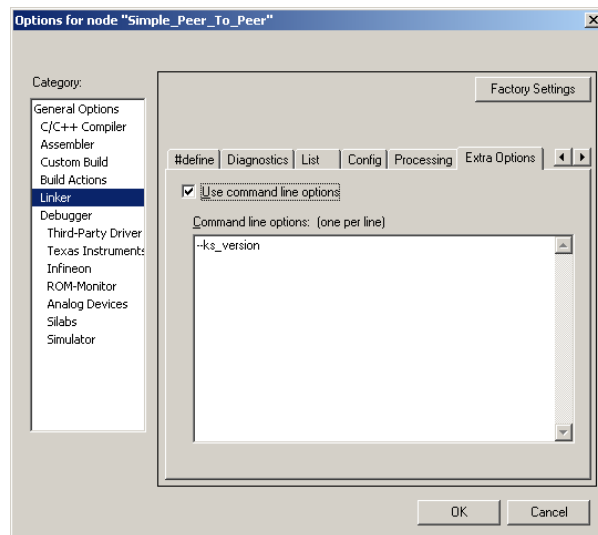 Options for node "Simple_Peer_To_Peer"
Category:
Factory Settings
General Options
C/C++ Compiler
Assembler
Custom Build
Build Actions
Linker
Debugger
Third-Party Driver
Texas Instruments
Infineon
ROM-Monitor
Analog Devices
Silabs
Simulator
#define Diagnostics List Config Processing Extra Options
Use command line options
Command line options: (one per line)
--ks_version
OK Cancel